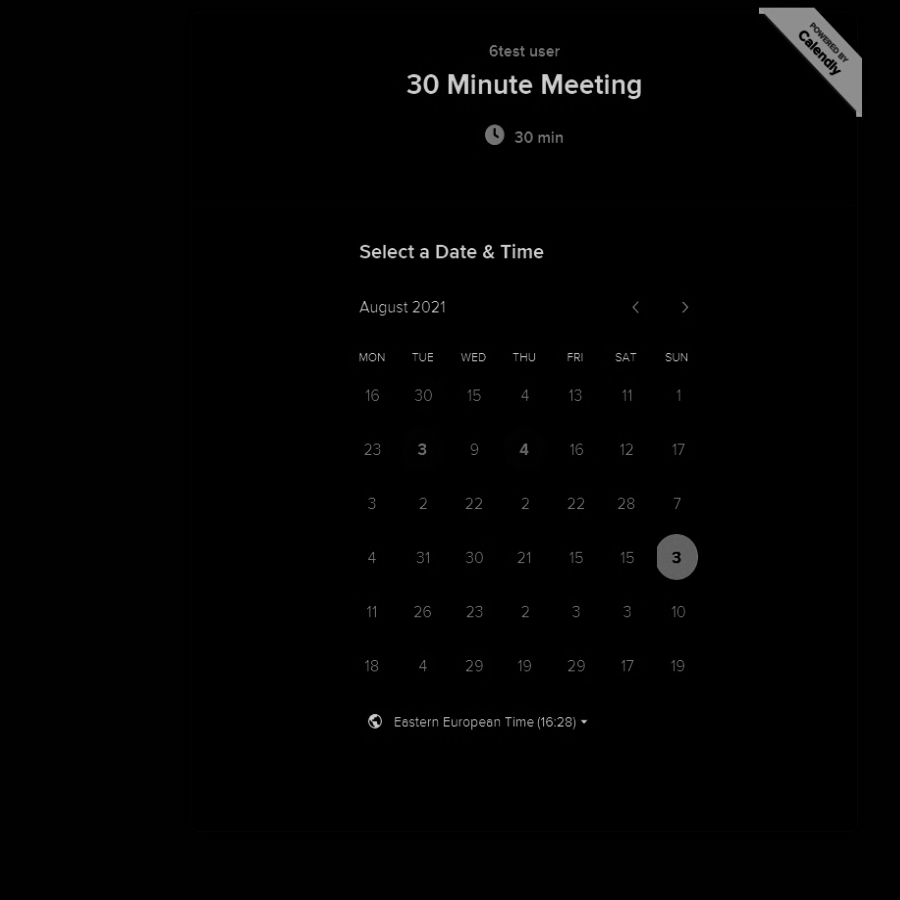 POWERED BY
Calendly
6test user
30 Minute Meeting
30 min
Select a Date & Time
August 2021
MON TUE WED THU FRI SAT SUN
16 30 15 4 13 11 1
23 3 9 4 16 12 17
3 2 22 2 22 28 7
4 31 30 21 15 15 3
11 26 23 2 3 3 10
18 4 29 19 29 17 19
Eastern European Time (16:28)